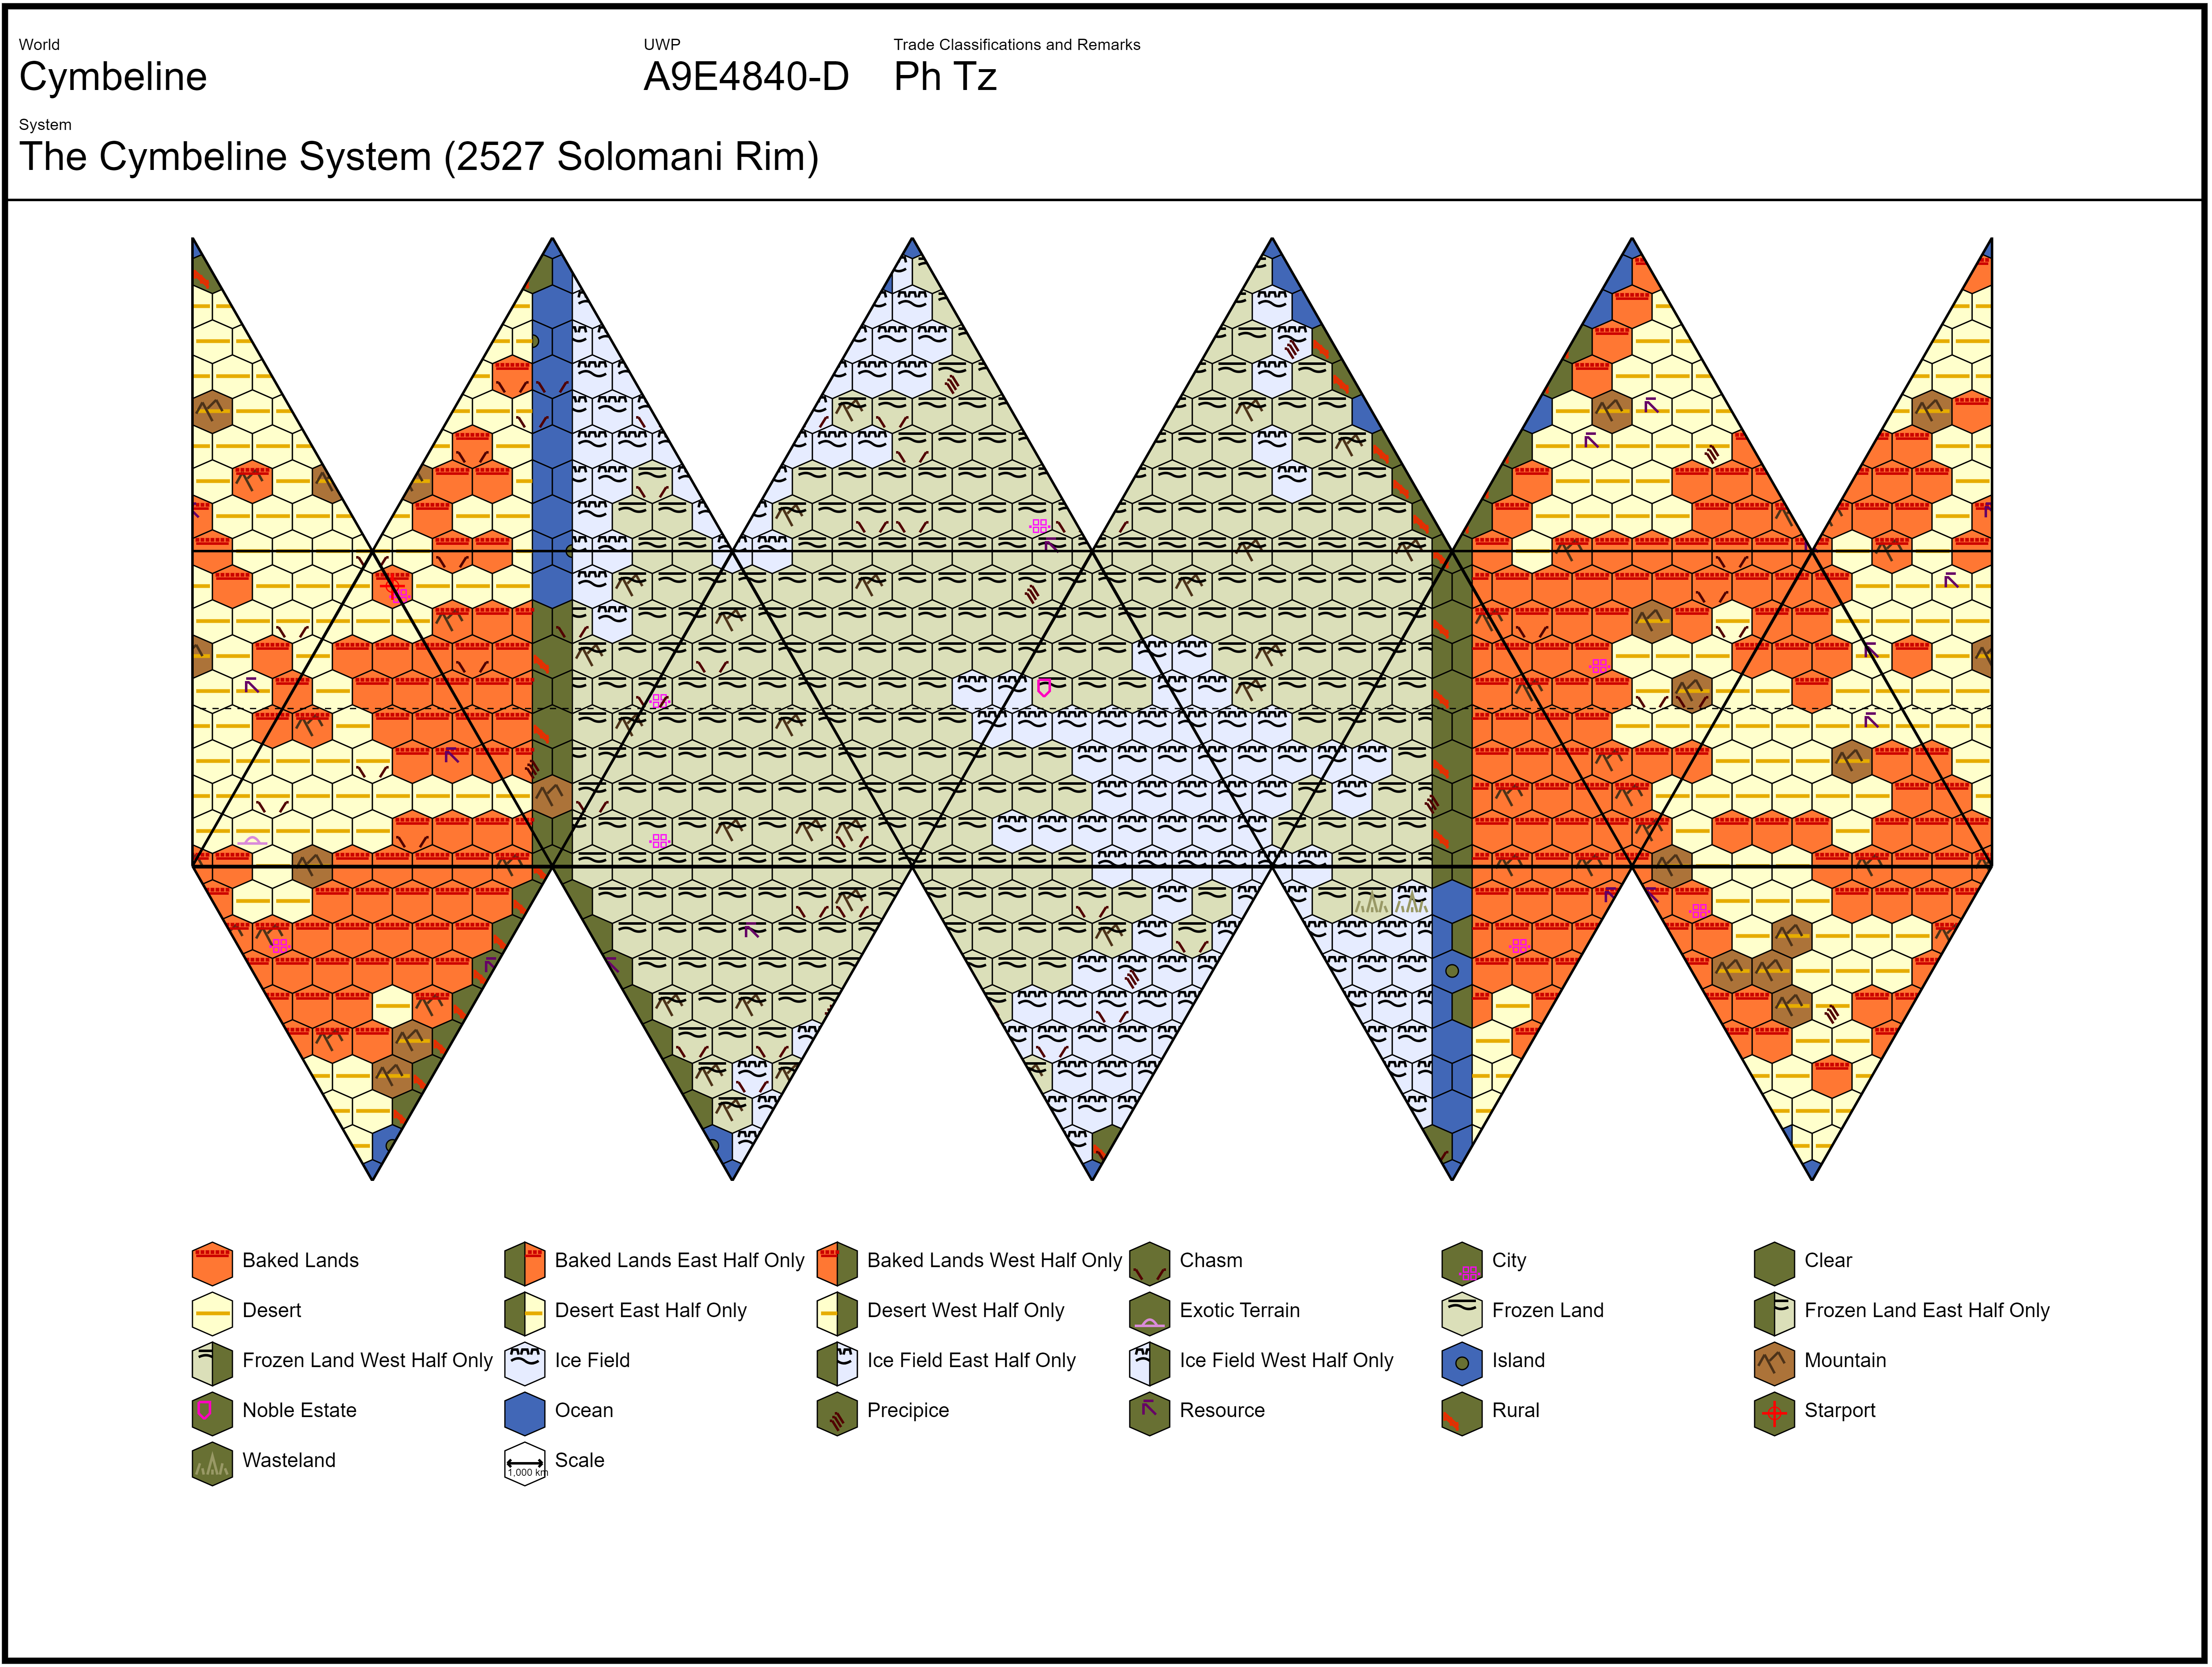 World
UWP
Trade Classifications and Remarks
Cymbeline
A9E4840-D
Ph Tz
System
The Cymbeline System (2527 Solomani Rim)
Baked Lands
Baked Lands East Half Only
Baked Lands West Half Only
Chasm
City
Clear
Desert
Desert East Half Only
Desert West Half Only
Exotic Terrain
Frozen Land
Frozen Land East Half Only
Frozen Land West Half Only
Ice Field
Ice Field East Half Only
Ice Field West Half Only
Island
Mountain
Noble Estate
Ocean
Precipice
Resource
Rural
Starport
Wasteland
1,000 km
Scale